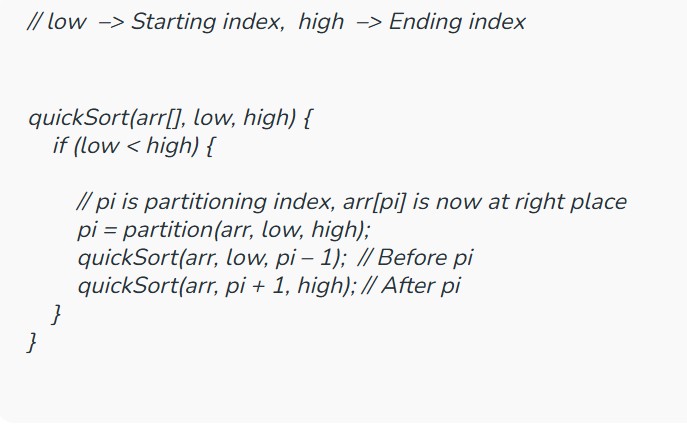 // low –> Starting index, high –> Ending index
quickSort(arr[], low, high) {
if (low < high) {
// pi is partitioning index, arr[pi] is now at right place
pi = partition(arr, low, high);
quickSort(arr, low, pi – 1); // Before pi
quickSort(arr, pi + 1, high); // After pi
}
}